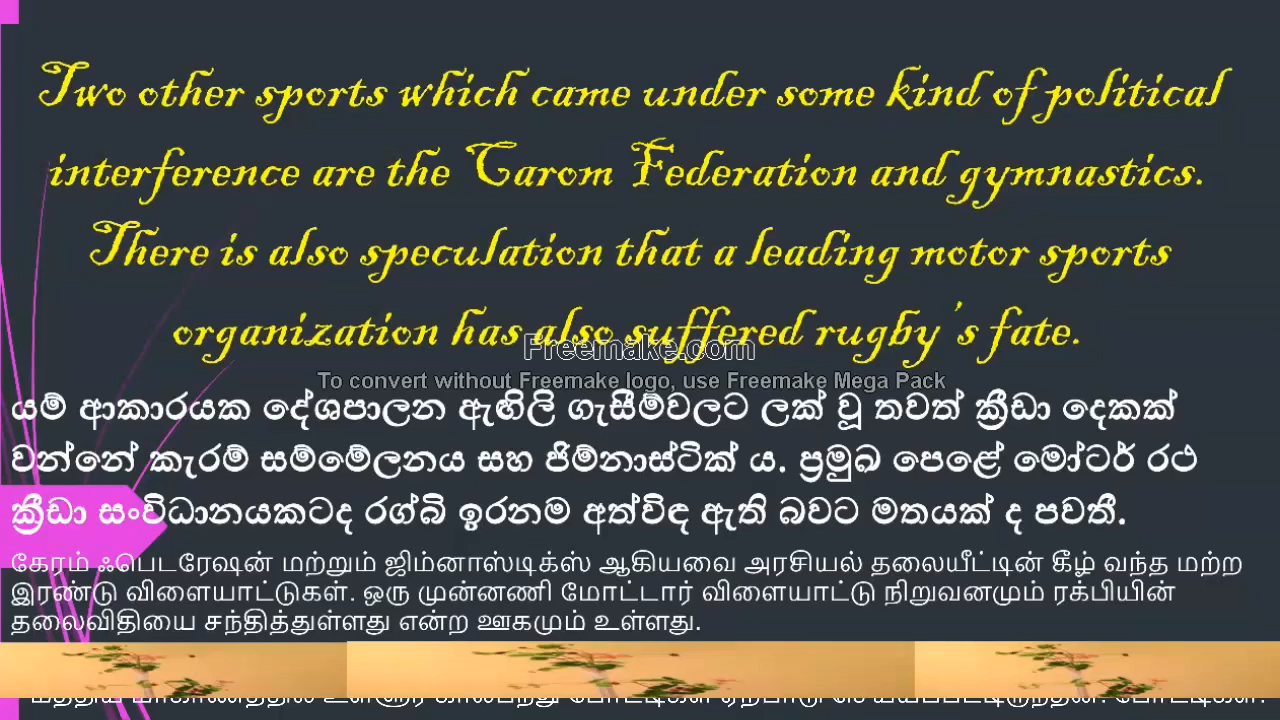 Two other sports which came under some kind of political
interference are the Carom Federation and gymnastics.
There is also speculation that a leading motor sports
organization has also suffered rugby's fate.
Freemake.com
To convert without Freemake logo, use Freemake Mega Pack
යම් ආකාරයක දේශපාලන ඇඟිලි ගැසීම්වලට ලක් වූ තවත් ක්‍රීඩා දෙකක්
වන්නේ කැරම් සම්මේලනය සහ ජිම්නාස්ටික් ය. ප්‍රමුඛ පෙළේ මෝටර් රථ
ක්‍රීඩා සංවිධානයකටද රග්බි ඉරනම අත්විඳ ඇති බවට මතයක් ද පවතී.
கேரம் ஃபெடரேஷன் மற்றும் ஜிம்னாஸ்டிக்ஸ் ஆகியவை அரசியல் தலையீட்டின் கீழ் வந்த மற்ற
இரண்டு விளையாட்டுகள். ஒரு முன்னணி மோட்டார் விளையாட்டு நிறுவனமும் ரக்பியின்
தலைவிதியை சந்தித்துள்ளது என்ற ஊகமும் உள்ளது.